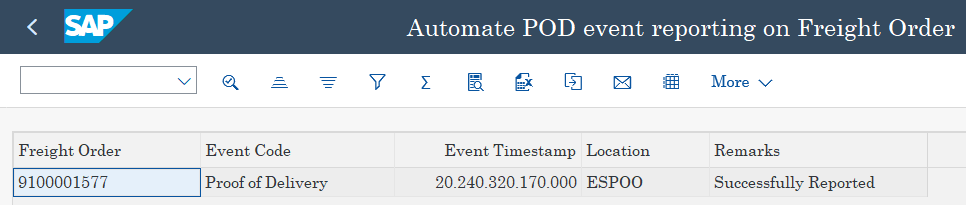 SAP
Automate POD event reporting on Freight Order
More
Freight Order Event Code Event Timestamp Location Remarks
9100001577 Proof of Delivery 20.240.320.170.000 ESPOO Successfully Reported